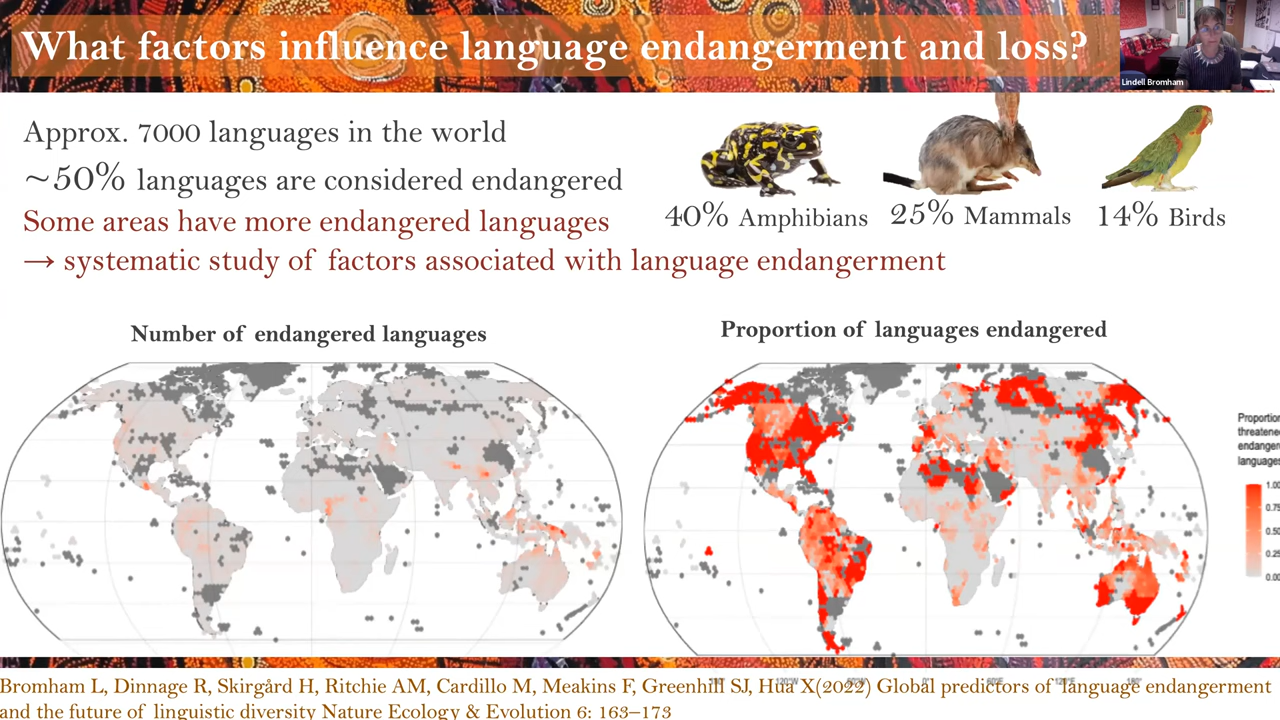 What factors influence language endangerment and loss?
Lindell Bromham
Approx. 7000 languages in the world
~50% languages are considered endangered
Some areas have more endangered languages
→ systematic study of factors associated with language endangerment
40% Amphibians
25% Mammals
14% Birds
Number of endangered languages
Proportion of languages endangered
Proportion
threatened
endanger
languages
1.00
0.75
0.50
0.25
0.00
Bromham L, Dinnage R, Skirgård H, Ritchie AM, Cardillo M, Meakins F, Greenhill SJ, Hua X(2022) Global predictors of language endangerment
and the future of linguistic diversity Nature Ecology & Evolution 6: 163–173